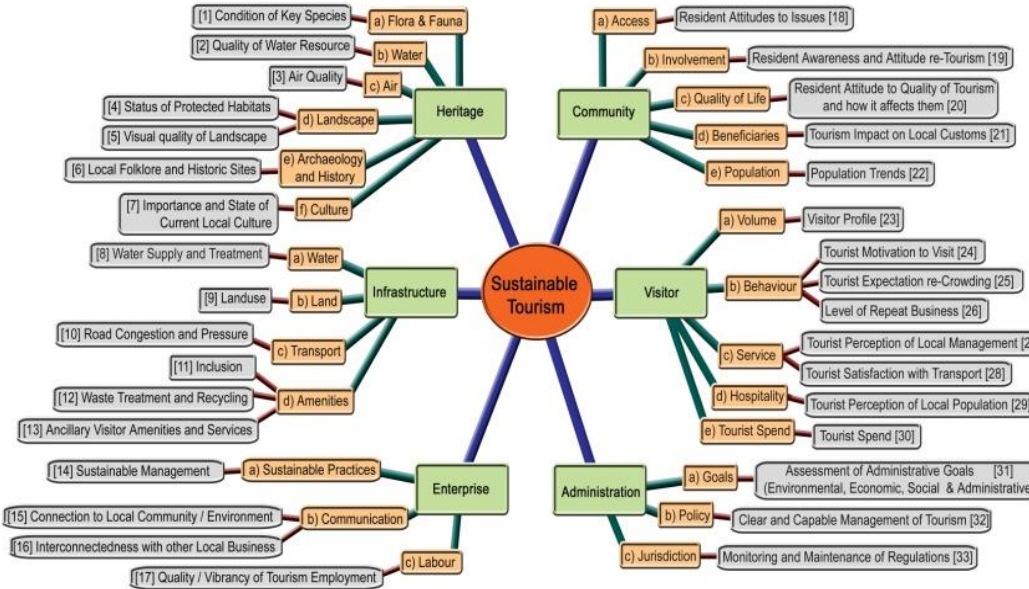 [1] Condition of Key Species
a) Flora & Fauna
[2] Quality of Water Resource
b) Water
[3] Air Quality
c) Air
Heritage
[4] Status of Protected Habitats
d) Landscape
[5] Visual quality of Landscape
[6] Local Folklore and Historic Sites
e) Archaeology
and History
[7] Importance and State of
Current Local Culture
f) Culture
[8] Water Supply and Treatment
a) Water
[9] Landuse
b) Land
Infrastructure
[10] Road Congestion and Pressure
c) Transport
[11] Inclusion
[12] Waste Treatment and Recycling
d) Amenities
[13] Ancillary Visitor Amenities and Services
[14] Sustainable Management
a) Sustainable Practices
Enterprise
[15] Connection to Local Community / Environment
b) Communication
[16] Interconnectedness with other Local Business
c) Labour
[17] Quality / Vibrancy of Tourism Employment
Sustainable
Tourism
a) Access
Resident Attitudes to Issues [18]
b) Involvement
Resident Awareness and Attitude re-Tourism [19]
Community
c) Quality of Life
Resident Attitude to Quality of Tourism
and how it affects them [20]
d) Beneficiaries
Tourism Impact on Local Customs [21]
e) Population
Population Trends [22]
a) Volume
Visitor Profile [23]
Visitor
b) Behaviour
Tourist Motivation to Visit [24]
Tourist Expectation re-Crowding [25]
Level of Repeat Business [26]
c) Service
Tourist Perception of Local Management [2
Tourist Satisfaction with Transport [28]
d) Hospitality
Tourist Perception of Local Population [29]
e) Tourist Spend
Tourist Spend [30]
Administration
a) Goals
Assessment of Administrative Goals [31]
(Environmental, Economic, Social & Administrative
b) Policy
Clear and Capable Management of Tourism [32]
c) Jurisdiction
Monitoring and Maintenance of Regulations [33]